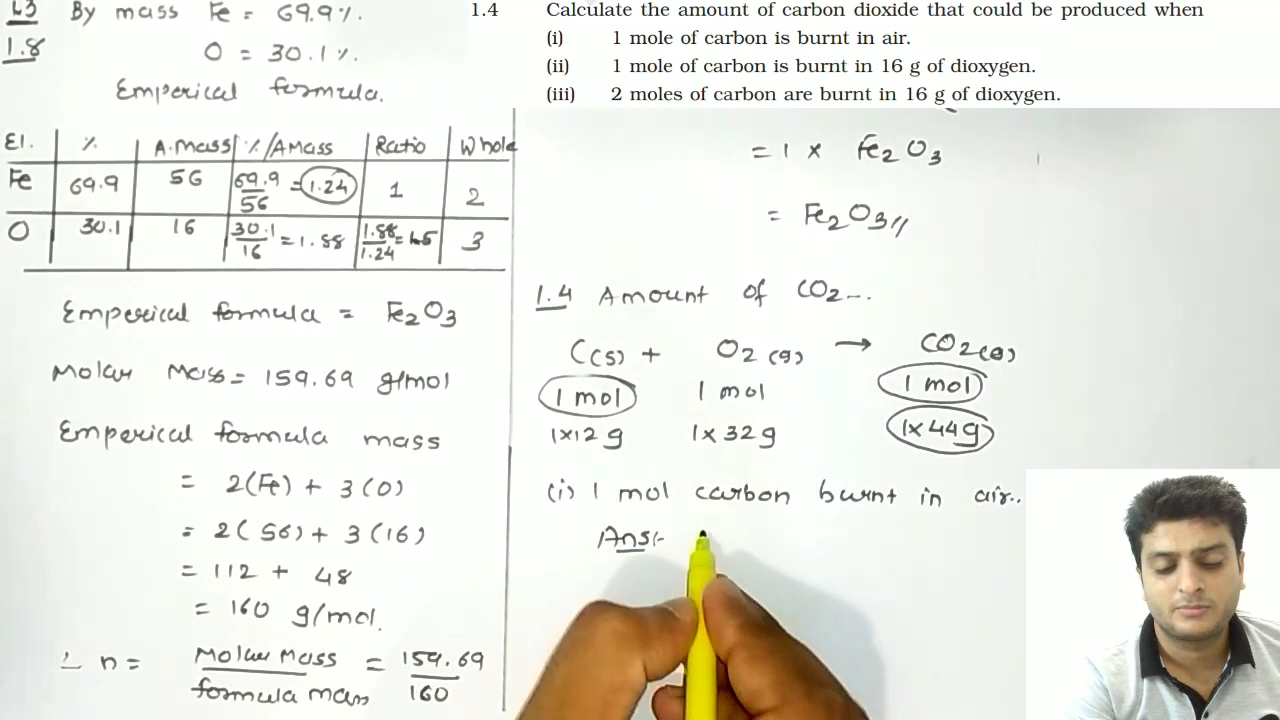 1.3 By mass Fe = 69.9%.
1.8 O = 30.1%.
Emperical formula.
El. % A.Mass %/AMass Ratio Whole
Fe 69.9 56 69.9/56 = 1.24 1 2
O 30.1 16 30.1/16 = 1.88 1.88/1.24 = 1.5 3
Emperical formula = Fe2O3
Molar Mass = 159.69 g/mol
Emperical formula mass
= 2(Fe) + 3(O)
= 2(56) + 3(16)
= 112 + 48
= 160 g/mol.
∴ n = Molar Mass/formula mass = 159.69/160
1.4 Calculate the amount of carbon dioxide that could be produced when
(i) 1 mole of carbon is burnt in air.
(ii) 1 mole of carbon is burnt in 16 g of dioxygen.
(iii) 2 moles of carbon are burnt in 16 g of dioxygen.
= 1 × Fe2O3
= Fe2O3//
1.4 Amount of CO2...
C(s) + O2(g) → CO2(g)
1 mol 1 mol 1 mol
1×12g 1×32g 1×44g
(i) 1 mol carbon burnt in air..
Ans:-